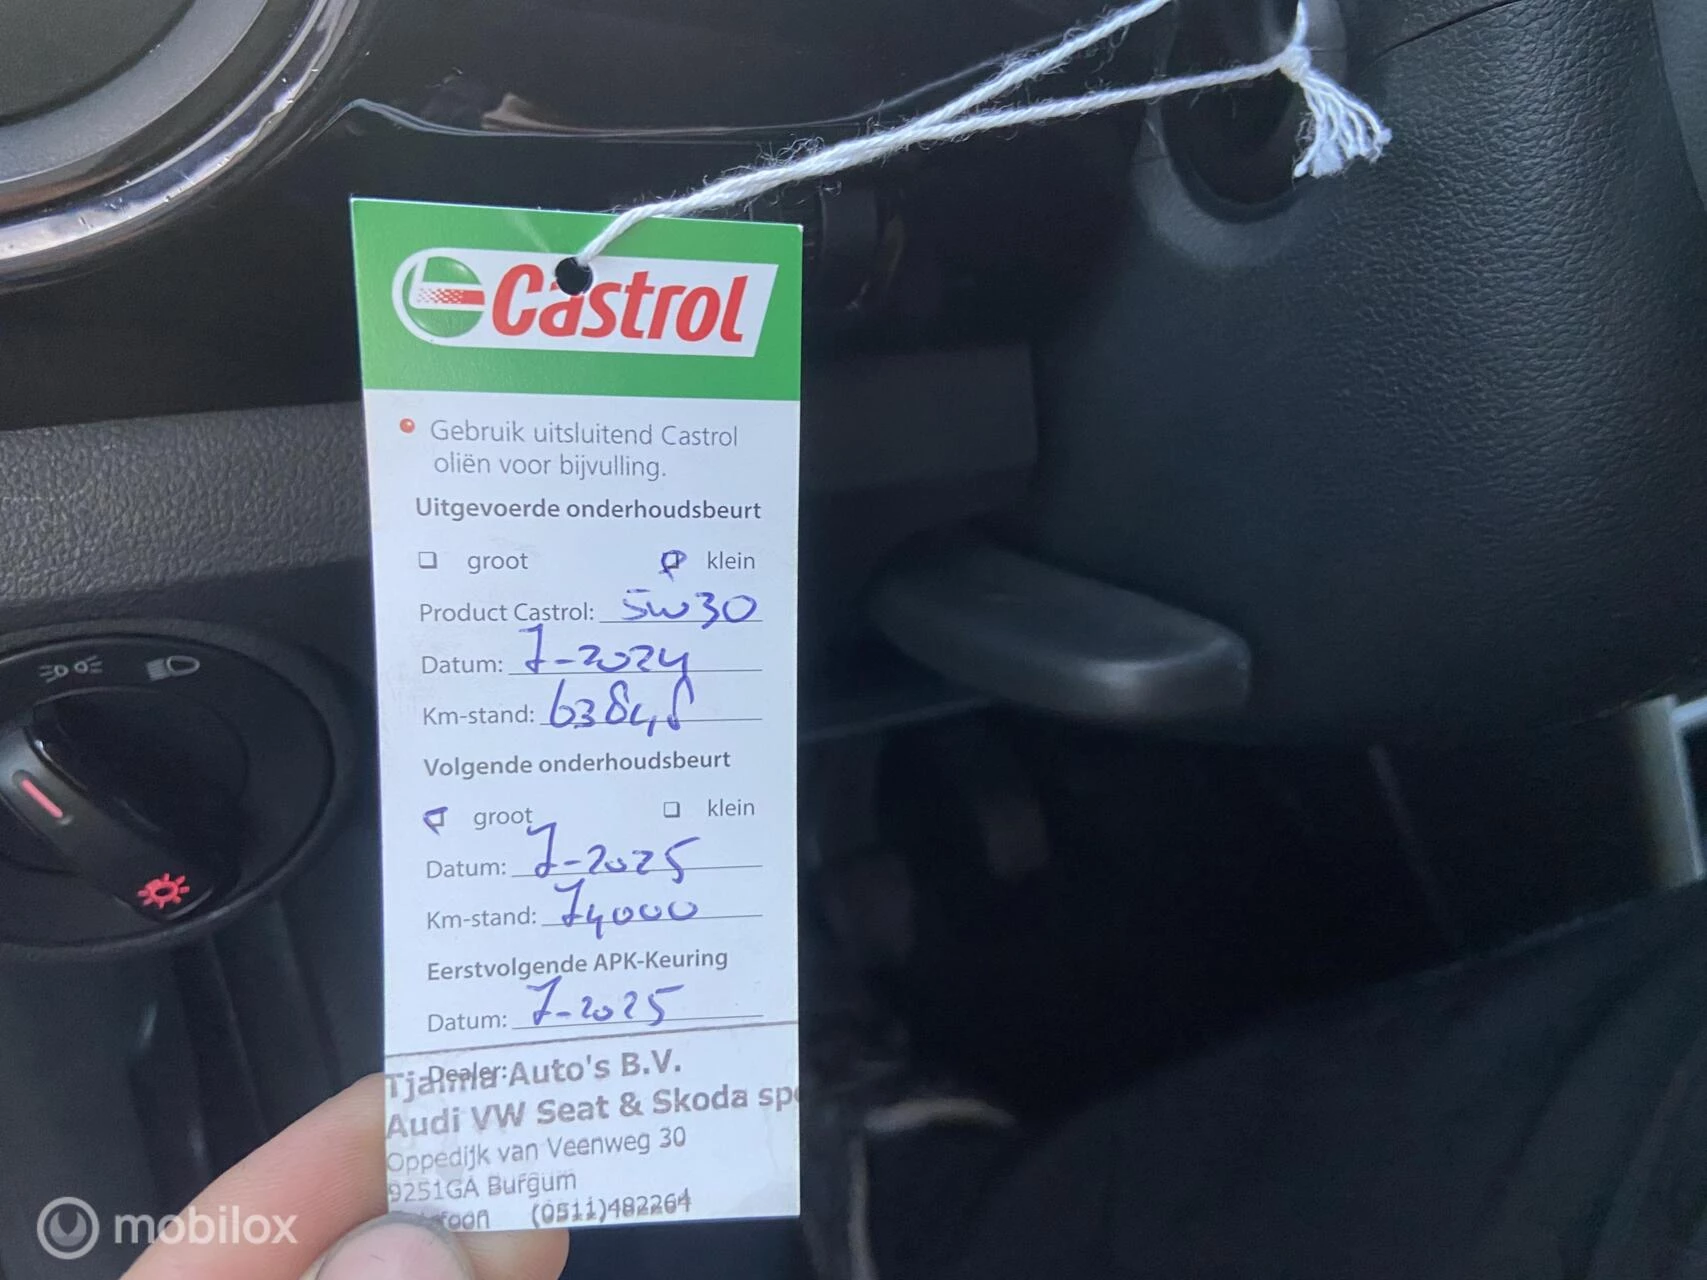 Castrol
Gebruik uitsluitend Castrol
oliën voor bijvulling.
Uitgevoerde onderhoudsbeurt
groot klein
Product Castrol: 5w30
Datum: 7-2024
Km-stand:
Volgende onderhoudsbeurt
groot klein
Datum: 7-2025
Km-stand: 74000
Eerstvolgende APK-Keuring
Datum: 7-2025
Dealer:
Tjalma Auto's B.V.
Audi VW Seat & Skoda
Oppedijk van Veenweg 30
9251GA Burgum
(0511)482264
mobilox